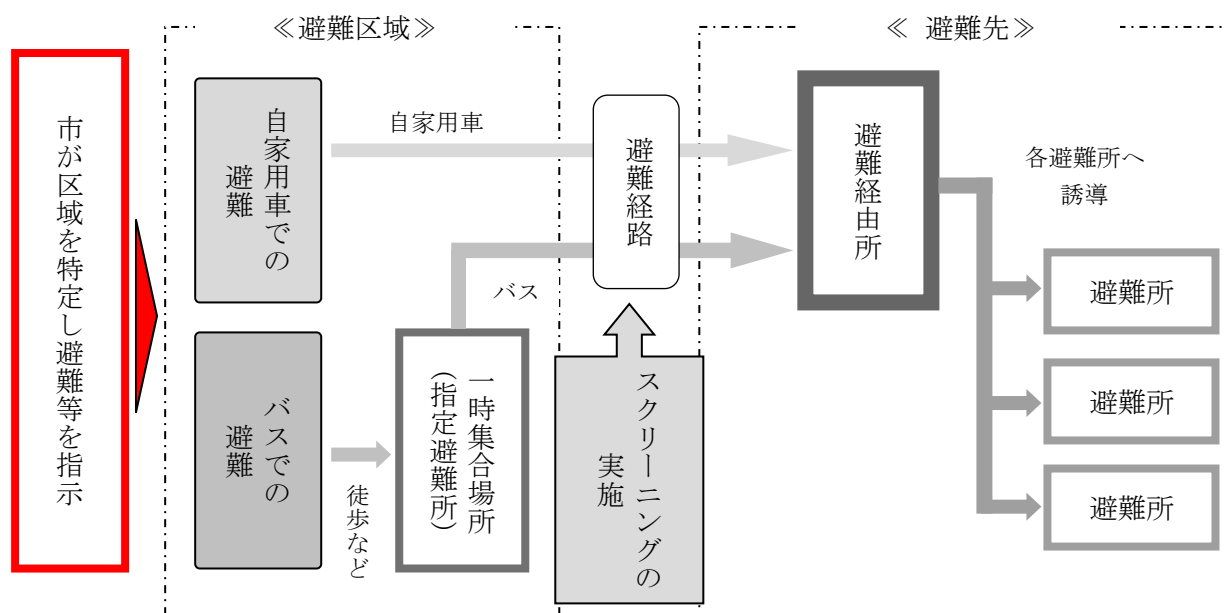 ≪避難区域≫
≪ 避難先≫
市が区域を特定し避難等を指示
自家用車での
避難
自家用車
避難経路
避難経由所
各避難所へ
誘導
バス
避難所
バスでの
避難
徒歩など
一時集合場所
(指定避難所)
スクリーニングの
実施
避難所
避難所